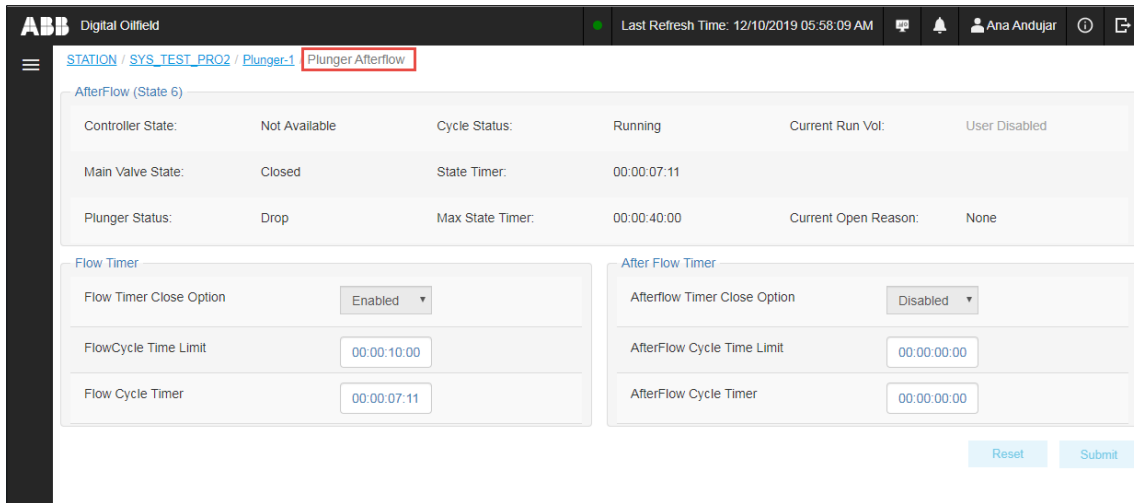 ABB Digital Oilfield Last Refresh Time: 12/10/2019 05:58:09 AM Ana Andujar
STATION / SYS_TEST_PRO2 / Plunger-1 / Plunger Afterflow
AfterFlow (State 6)
Controller State: Not Available Cycle Status: Running Current Run Vol: User Disabled
Main Valve State: Closed State Timer: 00:00:07:11
Plunger Status: Drop Max State Timer: 00:00:40:00 Current Open Reason: None
Flow Timer
Flow Timer Close Option Enabled
FlowCycle Time Limit 00:00:10:00
Flow Cycle Timer 00:00:07:11
After Flow Timer
Afterflow Timer Close Option Disabled
AfterFlow Cycle Time Limit 00:00:00:00
AfterFlow Cycle Timer 00:00:00:00
Reset Submit